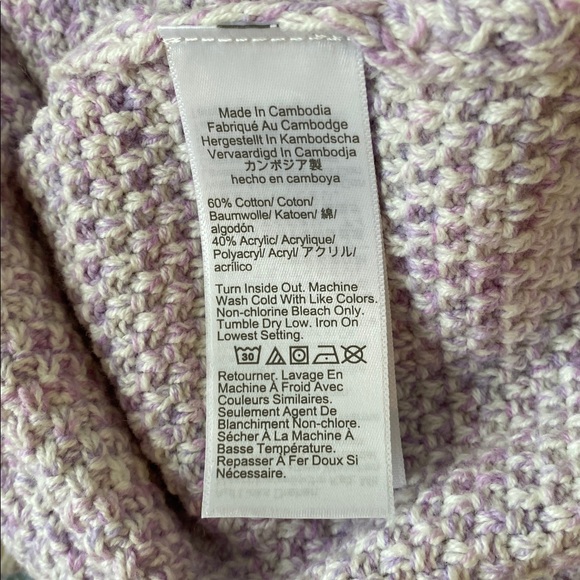 Made In Cambodia
Fabriqué Au Cambodge
Hergestellt In Kambodscha
Vervaardigd In Cambodja
カンボジア製
hecho en camboya
60% Cotton/ Coton/
Baumwolle/ Katoen/ 綿/
algodón
40% Acrylic/ Acrylique/
Polyacryl/ Acryl/ アクリル/
acrílico
Turn Inside Out. Machine
Wash Cold With Like Colors.
Non-chlorine Bleach Only.
Tumble Dry Low. Iron On
Lowest Setting.
30
Retourner. Lavage En
Machine À Froid Avec
Couleurs Similaires.
Seulement Agent De
Blanchiment Non-chlore.
Sécher À La Machine À
Basse Température.
Repasser À Fer Doux Si
Nécessaire.